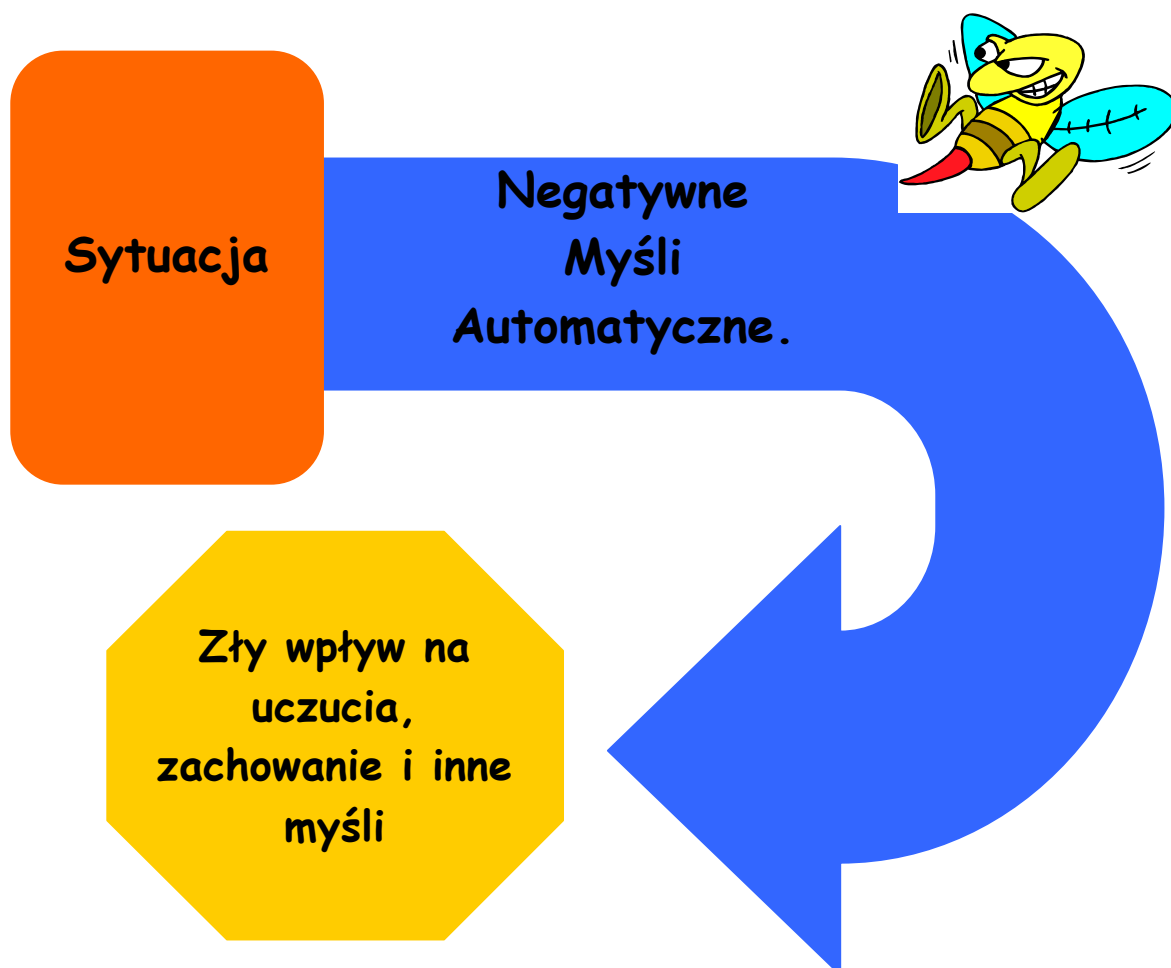 Sytuacja
Negatywne
Myśli
Automatyczne.
Zły wpływ na
uczucia,
zachowanie i inne
myśli